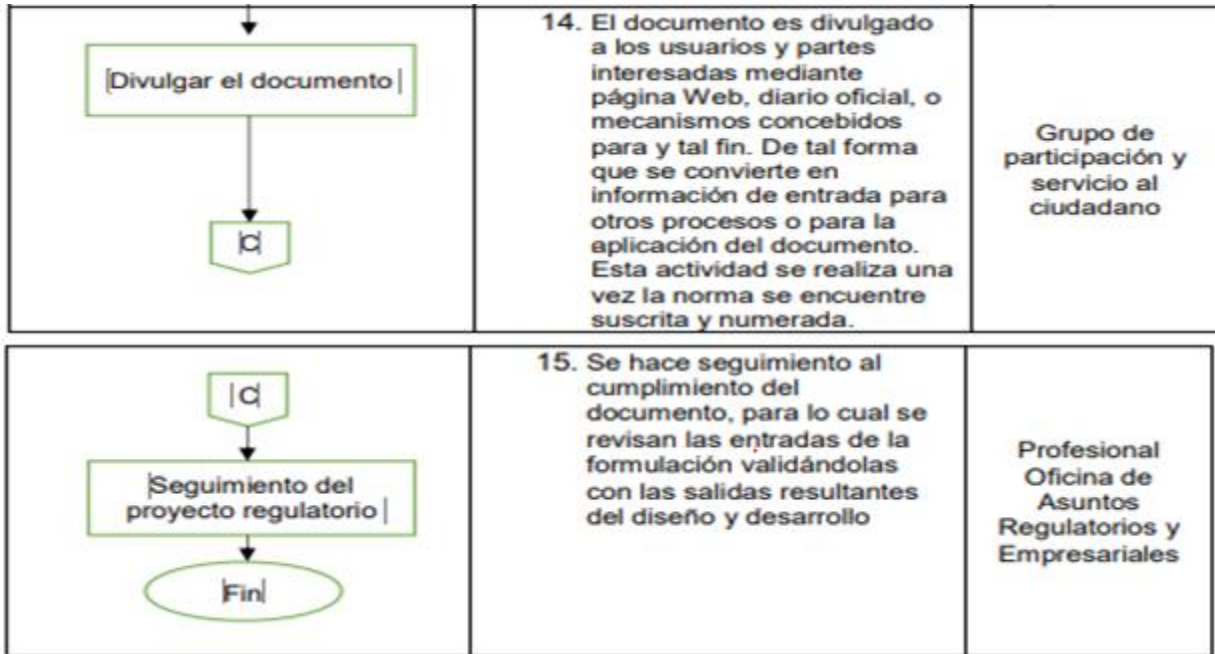 Divulgar el documento
C
14. El documento es divulgado
a los usuarios y partes
interesadas mediante
página Web, diario oficial, o
mecanismos concebidos
para y tal fin. De tal forma
que se convierte en
información de entrada para
otros procesos o para la
aplicación del documento.
Esta actividad se realiza una
vez la norma se encuentre
suscrita y numerada.
Grupo de
participación y
servicio al
ciudadano
C
Seguimiento del
proyecto regulatorio
Fin
15. Se hace seguimiento al
cumplimiento del
documento, para lo cual se
revisan las entradas de la
formulación validándolas
con las salidas resultantes
del diseño y desarrollo
Profesional
Oficina de
Asuntos
Regulatorios y
Empresariales